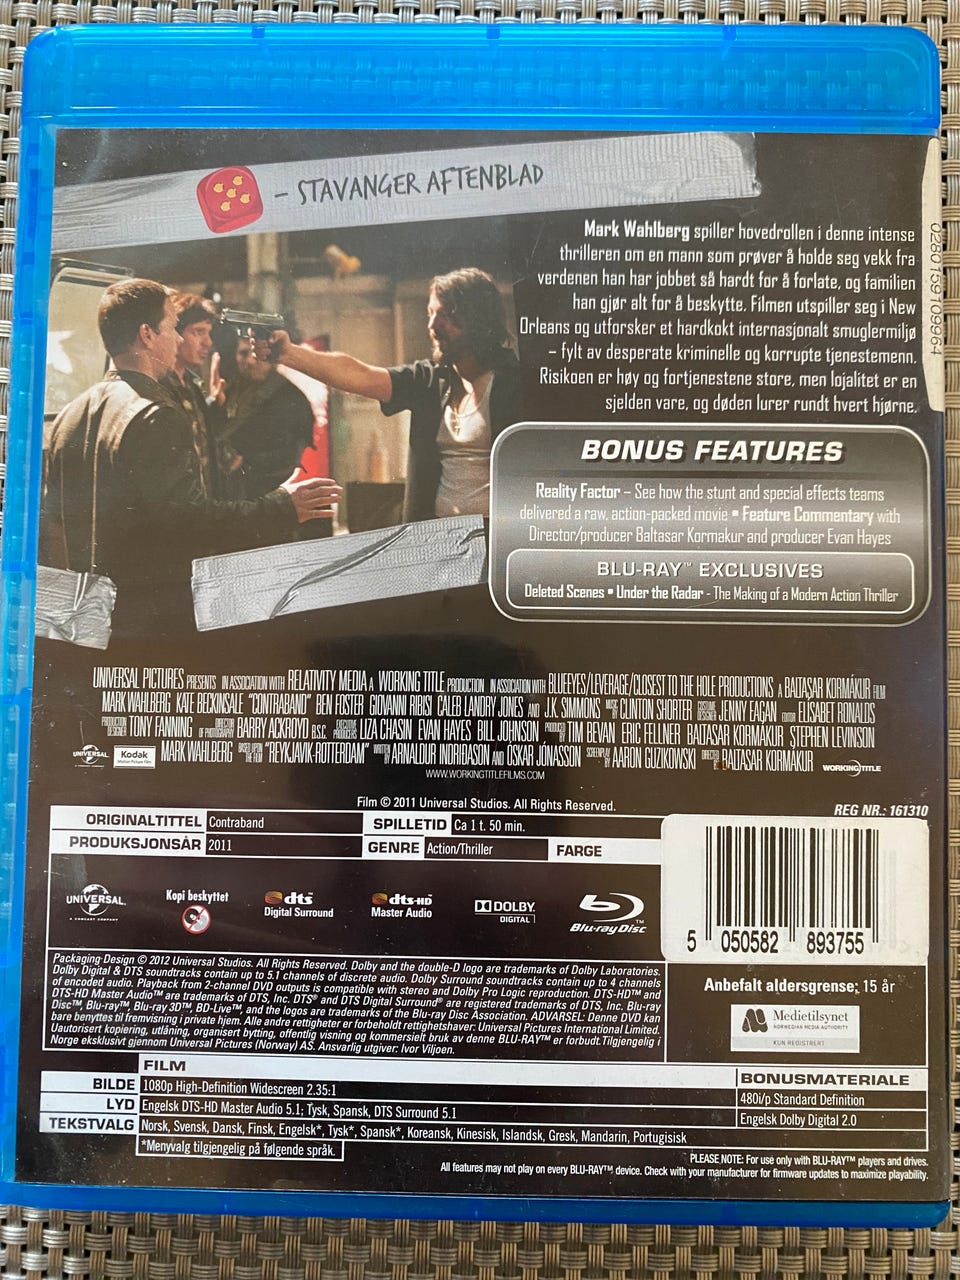 – STAVANGER AFTENBLAD
Mark Wahlberg spiller hovedrollen i denne intense
thrilleren om en mann som prøver å holde seg vekk fra
verdenen han har jobbet så hardt for å forlate, og familien
han gjør alt for å beskytte. Filmen utspiller seg i New
Orleans og utforsker et hardkokt internasjonalt smuglermiljø
– fylt av desperate kriminelle og korrupte tjenestemenn.
Risikoen er høy og fortjenestene store, men lojalitet er en
sjelden vare, og døden lurer rundt hvert hjørne.
BONUS FEATURES
Reality Factor – See how the stunt and special effects teams
delivered a raw, action-packed movie • Feature Commentary with
Director/producer Baltasar Kormakur and producer Evan Hayes
BLU-RAY™ EXCLUSIVES
Deleted Scenes • Under the Radar - The Making of a Modern Action Thriller
UNIVERSAL PICTURES PRESENTS IN ASSOCIATION WITH RELATIVITY MEDIA A WORKING TITLE PRODUCTION IN ASSOCIATION WITH BLUEEYES/LEVERAGE/CLOSEST TO THE HOLE PRODUCTIONS A BALTASAR KORMÁKUR FILM
MARK WAHLBERG KATE BECKINSALE "CONTRABAND" BEN FOSTER GIOVANNI RIBISI CALEB LANDRY JONES AND J.K. SIMMONS MUSIC BY CLINTON SHORTER COSTUME DESIGNER JENNY EAGAN EDITOR ELÍSABET RONALDS
PRODUCTION DESIGNER TONY FANNING DIRECTOR OF PHOTOGRAPHY BARRY ACKROYD B.S.C. EXECUTIVE PRODUCERS LIZA CHASIN EVAN HAYES BILL JOHNSON PRODUCED BY TIM BEVAN ERIC FELLNER BALTASAR KORMÁKUR STEPHEN LEVINSON
MARK WAHLBERG BASED UPON THE FILM "REYKJAVIK-ROTTERDAM" WRITTEN BY ARNALDUR INDRIDASON AND ÓSKAR JÓNASSON SCREENPLAY BY AARON GUZIKOWSKI DIRECTED BY BALTASAR KORMÁKUR
UNIVERSAL
Kodak
Motion Picture Film
WORKING TITLE
WWW.WORKINGTITLEFILMS.COM
Film © 2011 Universal Studios. All Rights Reserved.
REG NR.: 161310
ORIGINALTITTEL Contraband SPILLETID Ca 1 t. 50 min.
PRODUKSJONSÅR 2011 GENRE Action/Thriller FARGE
UNIVERSAL
A COMCAST COMPANY
Kopi beskyttet
dts™
Digital Surround
dts-HD™
Master Audio
DOLBY
DIGITAL
Blu-ray Disc™
5 050582 893755
0280159109964
Packaging Design © 2012 Universal Studios. All Rights Reserved. Dolby and the double-D logo are trademarks of Dolby Laboratories.
Dolby Digital & DTS soundtracks contain up to 5.1 channels of discrete audio. Dolby Surround soundtracks contain up to 4 channels
of encoded audio. Playback from 2-channel DVD outputs is compatible with stereo and Dolby Pro Logic reproduction. DTS-HD™ and
DTS-HD Master Audio™ are trademarks of DTS, Inc. DTS® and DTS Digital Surround® are registered trademarks of DTS, Inc. Blu-ray
Disc™, Blu-ray™, Blu-ray 3D™, BD-Live™, and the logos are trademarks of the Blu-ray Disc Association. ADVARSEL: Denne DVD kan
bare benyttes til fremvisning i private hjem. Alle andre rettigheter er forbeholdt rettighetshaver: Universal Pictures International Limited.
Uautorisert kopiering, utlåning, organisert bytting, offentlig visning og kommersielt bruk av denne BLU-RAY™ er forbudt.Tilgjengelig i
Norge eksklusivt gjennom Universal Pictures (Norway) AS. Ansvarlig utgiver: Ivor Viljoen.
Anbefalt aldersgrense: 15 år
Medietilsynet
NORWEGIAN MEDIA AUTHORITY
KUN REGISTRERT
FILM BONUSMATERIALE
BILDE 1080p High-Definition Widescreen 2.35:1 480i/p Standard Definition
LYD Engelsk DTS-HD Master Audio 5.1; Tysk, Spansk, DTS Surround 5.1 Engelsk Dolby Digital 2.0
TEKSTVALG Norsk, Svensk, Dansk, Finsk, Engelsk*, Tysk*, Spansk*, Koreansk, Kinesisk, Islandsk, Gresk, Mandarin, Portugisisk
*Menyvalg tilgjengelig på følgende språk.
PLEASE NOTE: For use only with BLU-RAY™ players and drives.
All features may not play on every BLU-RAY™ device. Check with your manufacturer for firmware updates to maximize playability.